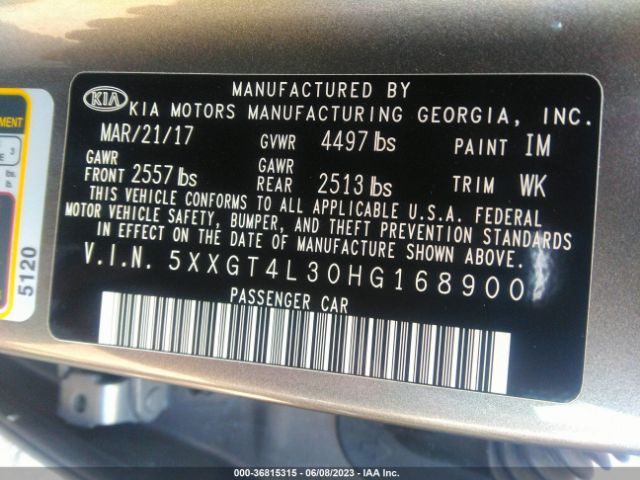 MANUFACTURED BY
KIA KIA MOTORS MANUFACTURING GEORGIA, INC.
MAR/21/17 GVWR 4497 lbs PAINT IM
GAWR FRONT 2557 lbs GAWR REAR 2513 lbs TRIM WK
THIS VEHICLE CONFORMS TO ALL APPLICABLE U.S.A. FEDERAL
MOTOR VEHICLE SAFETY, BUMPER, AND THEFT PREVENTION STANDARDS
IN EFFECT ON THE DATE OF MANUFACTURE SHOWN ABOVE.
V.I.N. 5XXGT4L30HG168900
PASSENGER CAR
5120
3
lbs.
lb.
000-36815315 - 06/08/2023 - IAA Inc.